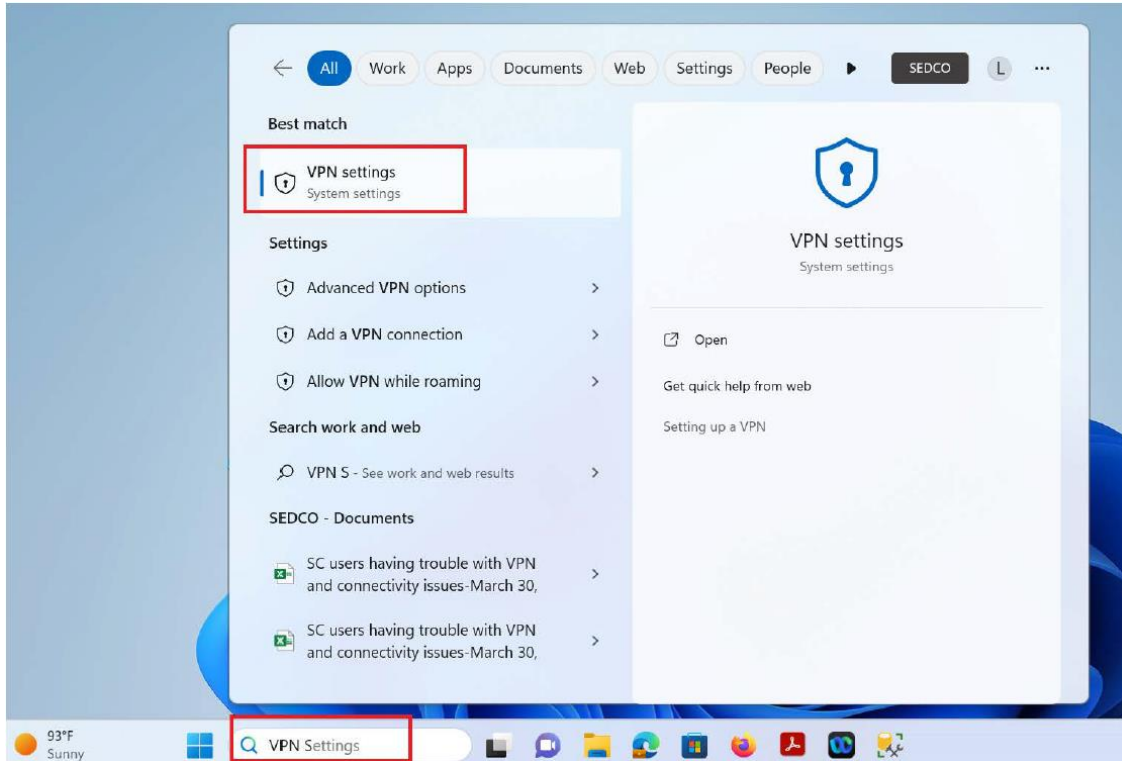 All Work Apps Documents Web Settings People SEDCO L ...
Best match
VPN settings
System settings
Settings
Advanced VPN options
Add a VPN connection
Allow VPN while roaming
Search work and web
VPN S - See work and web results
SEDCO - Documents
SC users having trouble with VPN
and connectivity issues-March 30,
SC users having trouble with VPN
and connectivity issues-March 30,
VPN settings
System settings
Open
Get quick help from web
Setting up a VPN
93°F
Sunny
VPN Settings